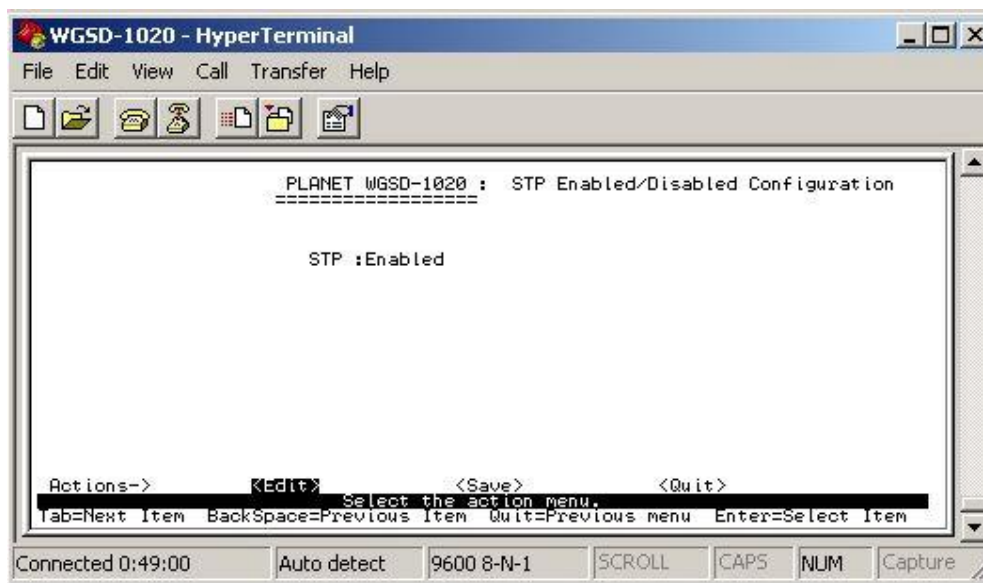 WGSD-1020 - HyperTerminal
File Edit View Call Transfer Help
PLANET WGSD-1020 : STP Enabled/Disabled Configuration
==================
STP :Enabled
Actions-> <Edit> <Save> <Quit>
Select the action menu.
Tab=Next Item BackSpace=Previous Item Quit=Previous menu Enter=Select Item
Connected 0:49:00 Auto detect 9600 8-N-1 SCROLL CAPS NUM Capture